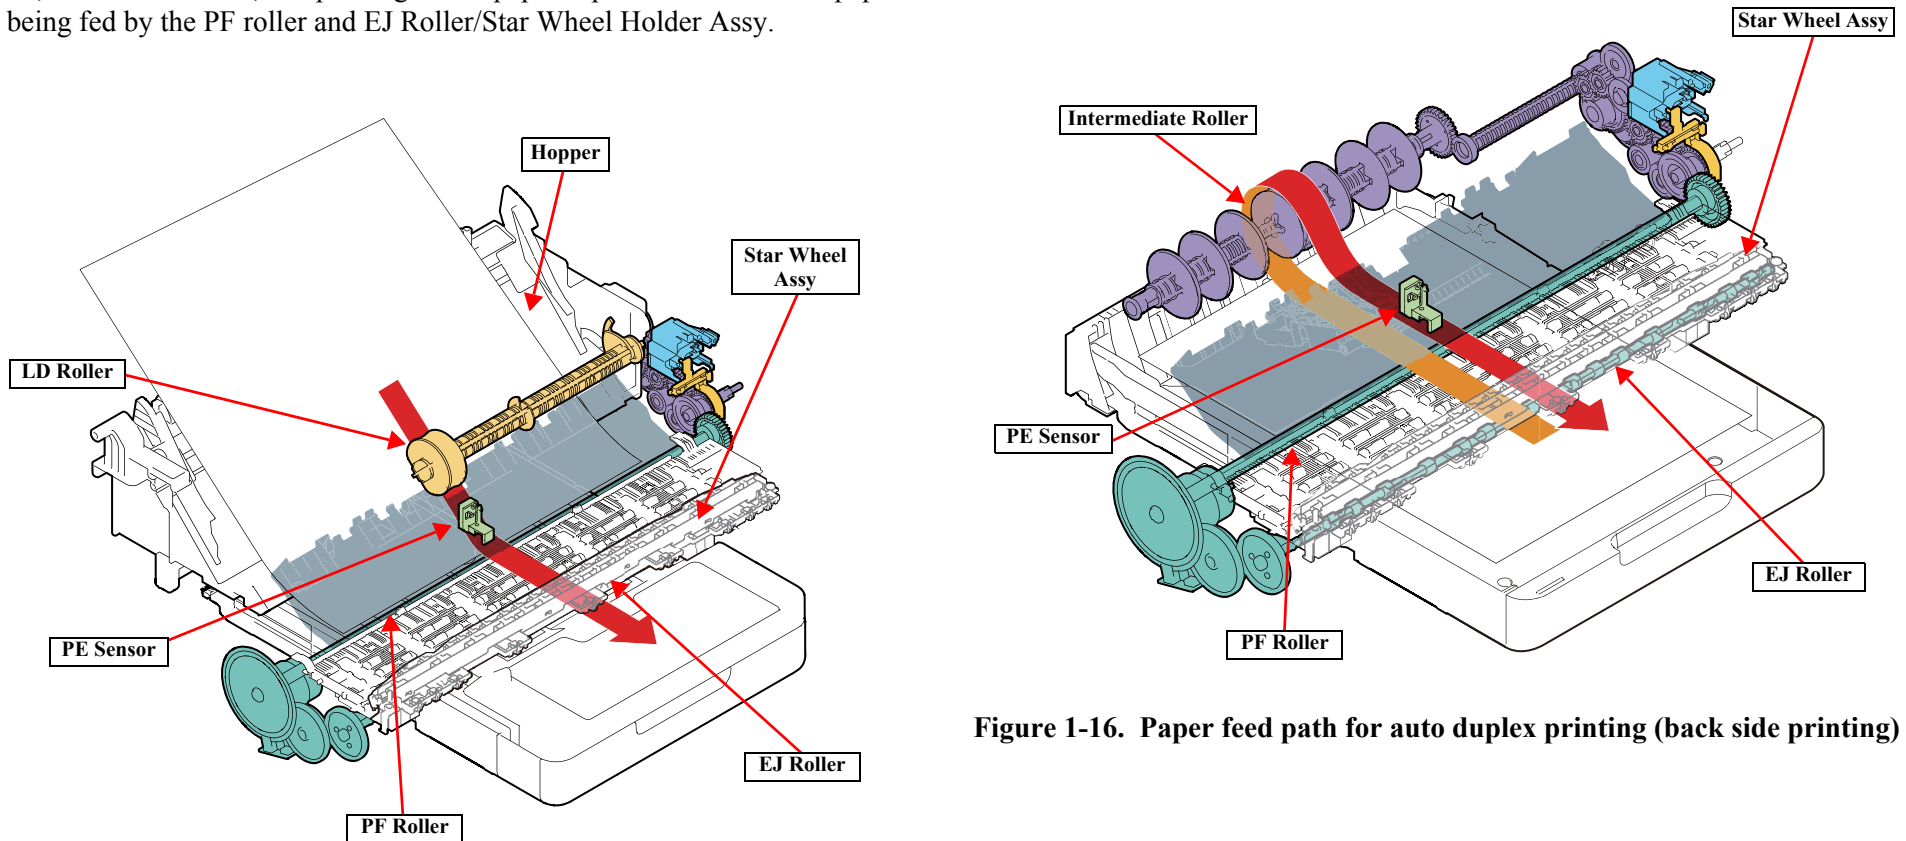 being fed by the PF roller and EJ Roller/Star Wheel Holder Assy.
Hopper
Star Wheel
Assy
LD Roller
PE Sensor
EJ Roller
PF Roller
Star Wheel Assy
Intermediate Roller
PE Sensor
EJ Roller
PF Roller
Figure 1-16. Paper feed path for auto duplex printing (back side printing)